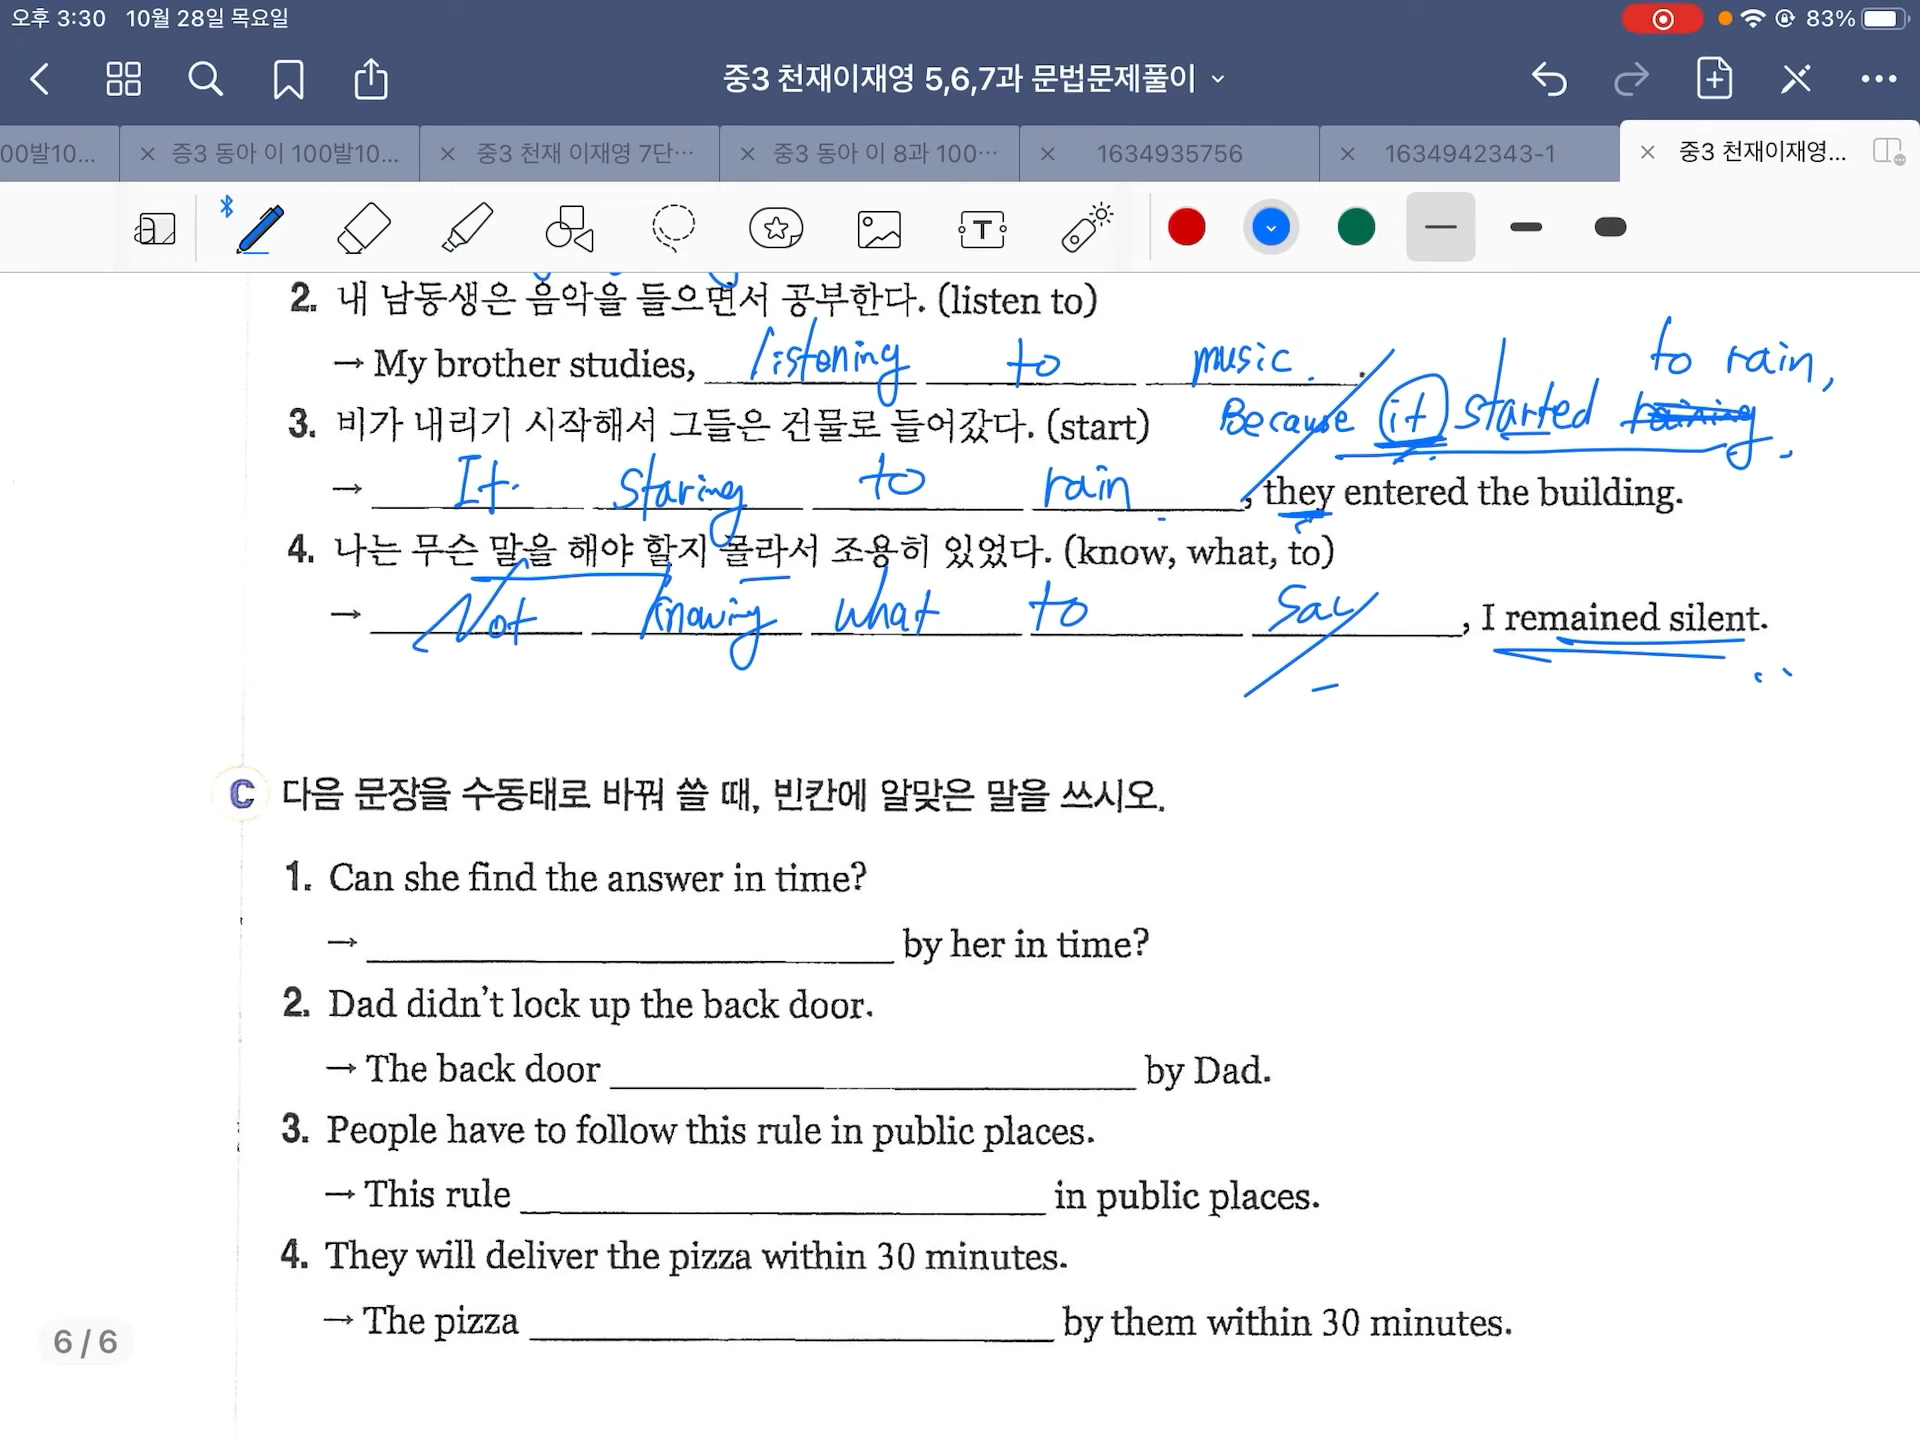 오후 3:30 10월 28일 목요일
83%
중3 천재이재영 5,6,7과 문법문제풀이
00발10...
중3 동아 이 100발10...
중3 천재 이재영 7단...
중3 동아 이 8과 100...
1634935756
1634942343-1
중3 천재이재영...
2. 내 남동생은 음악을 들으면서 공부한다. (listen to)
→ My brother studies, listening to music.
to rain,
3. 비가 내리기 시작해서 그들은 건물로 들어갔다. (start)
Because it started raining,
→ It staring to rain, they entered the building.
4. 나는 무슨 말을 해야 할지 몰라서 조용히 있었다. (know, what, to)
→ Not knowing what to say, I remained silent.
C 다음 문장을 수동태로 바꿔 쓸 때, 빈칸에 알맞은 말을 쓰시오.
1. Can she find the answer in time?
→ by her in time?
2. Dad didn't lock up the back door.
→ The back door by Dad.
3. People have to follow this rule in public places.
→ This rule in public places.
4. They will deliver the pizza within 30 minutes.
→ The pizza by them within 30 minutes.
6/6